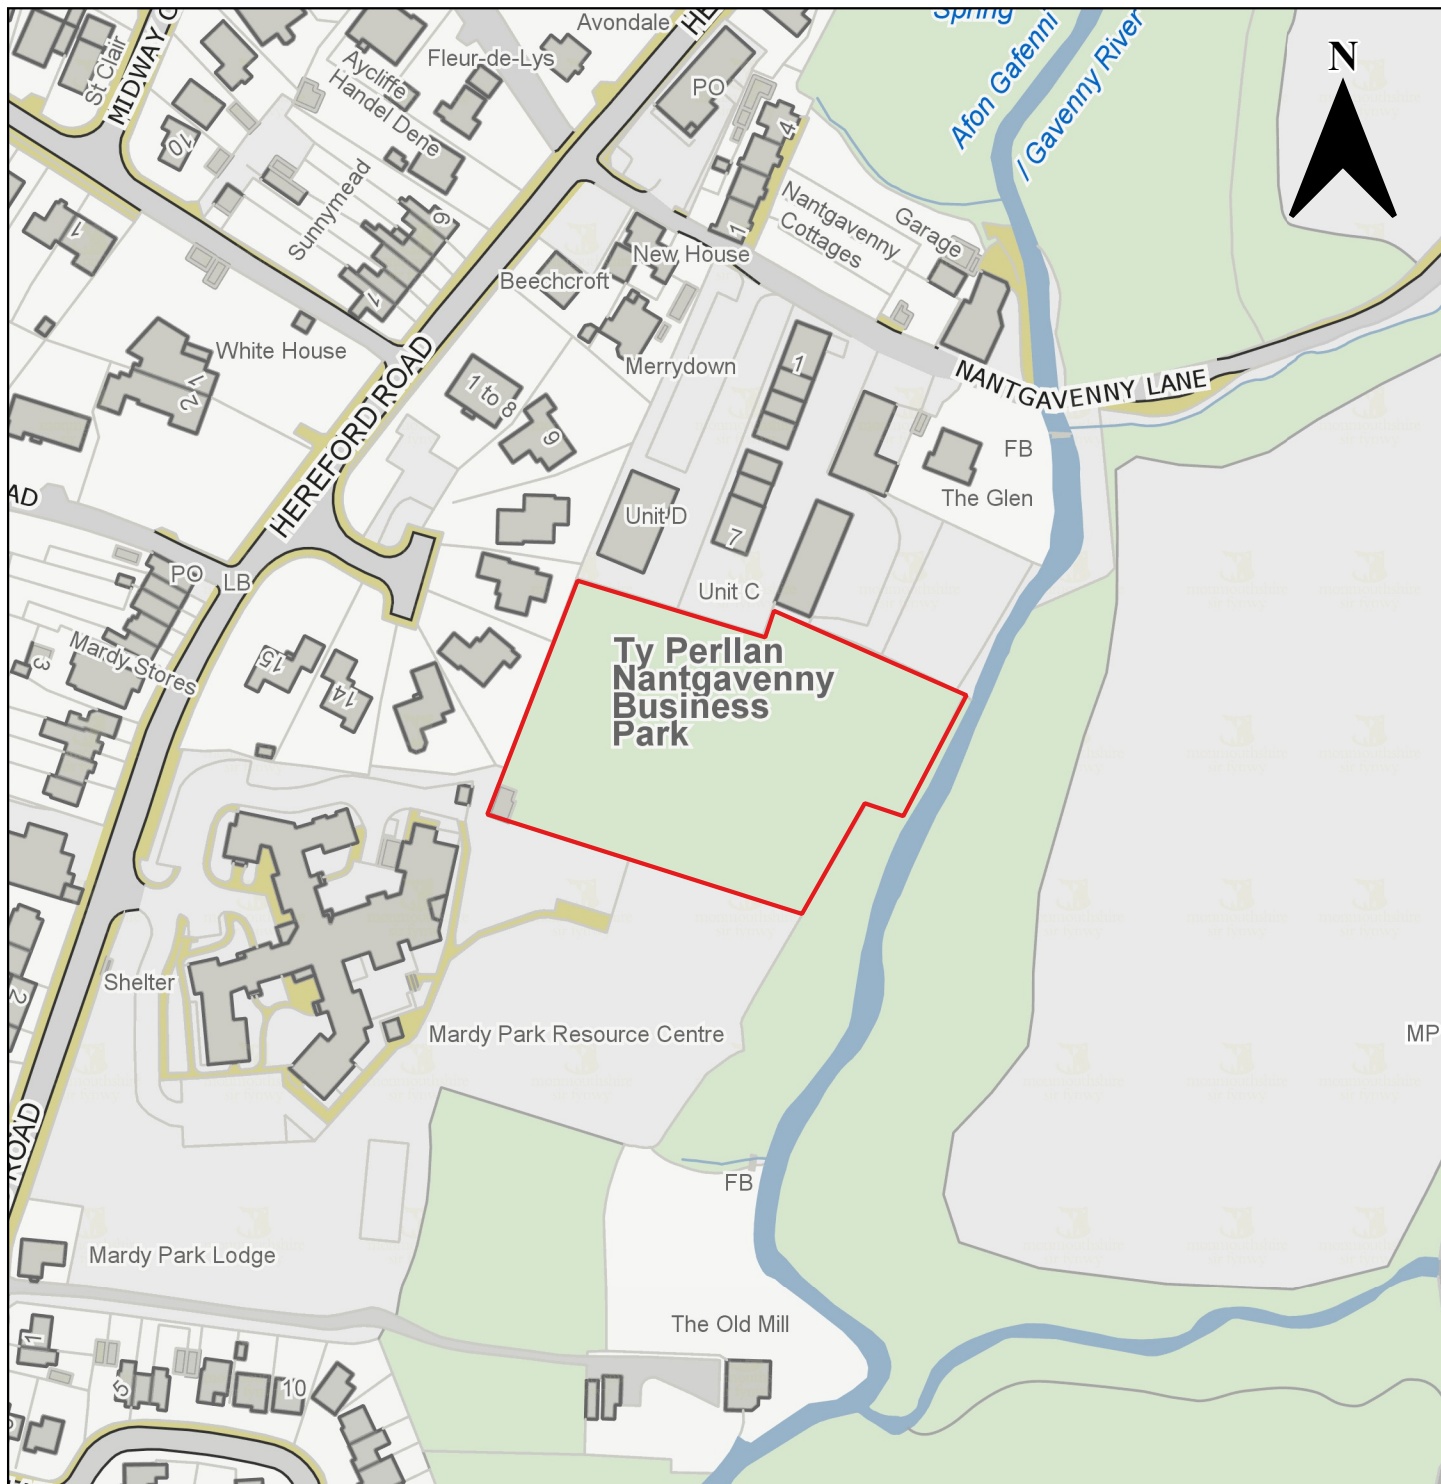 Avondale
HE
Spring
St Clair
MIDWAY C
Fleur-de-Lys
Aycliffe
Handel Dene
PO
Afon Gafenni
/ Gavenny River
N
10
4
Sunnymead
9
1
1
Nantgavenny
Cottages
Garage
1
New House
Beechcroft
White House
Merrydown
1
1 to 8
9
12
HEREFORD ROAD
NANTGAVENNY LANE
FB
The Glen
AD
Unit D
7
PO
LB
Unit C
3
Mardy Stores
15
14
Ty Perllan
Nantgavenny
Business
Park
Shelter
2
Mardy Park Resource Centre
MP
ROAD
FB
Mardy Park Lodge
The Old Mill
1
5
10